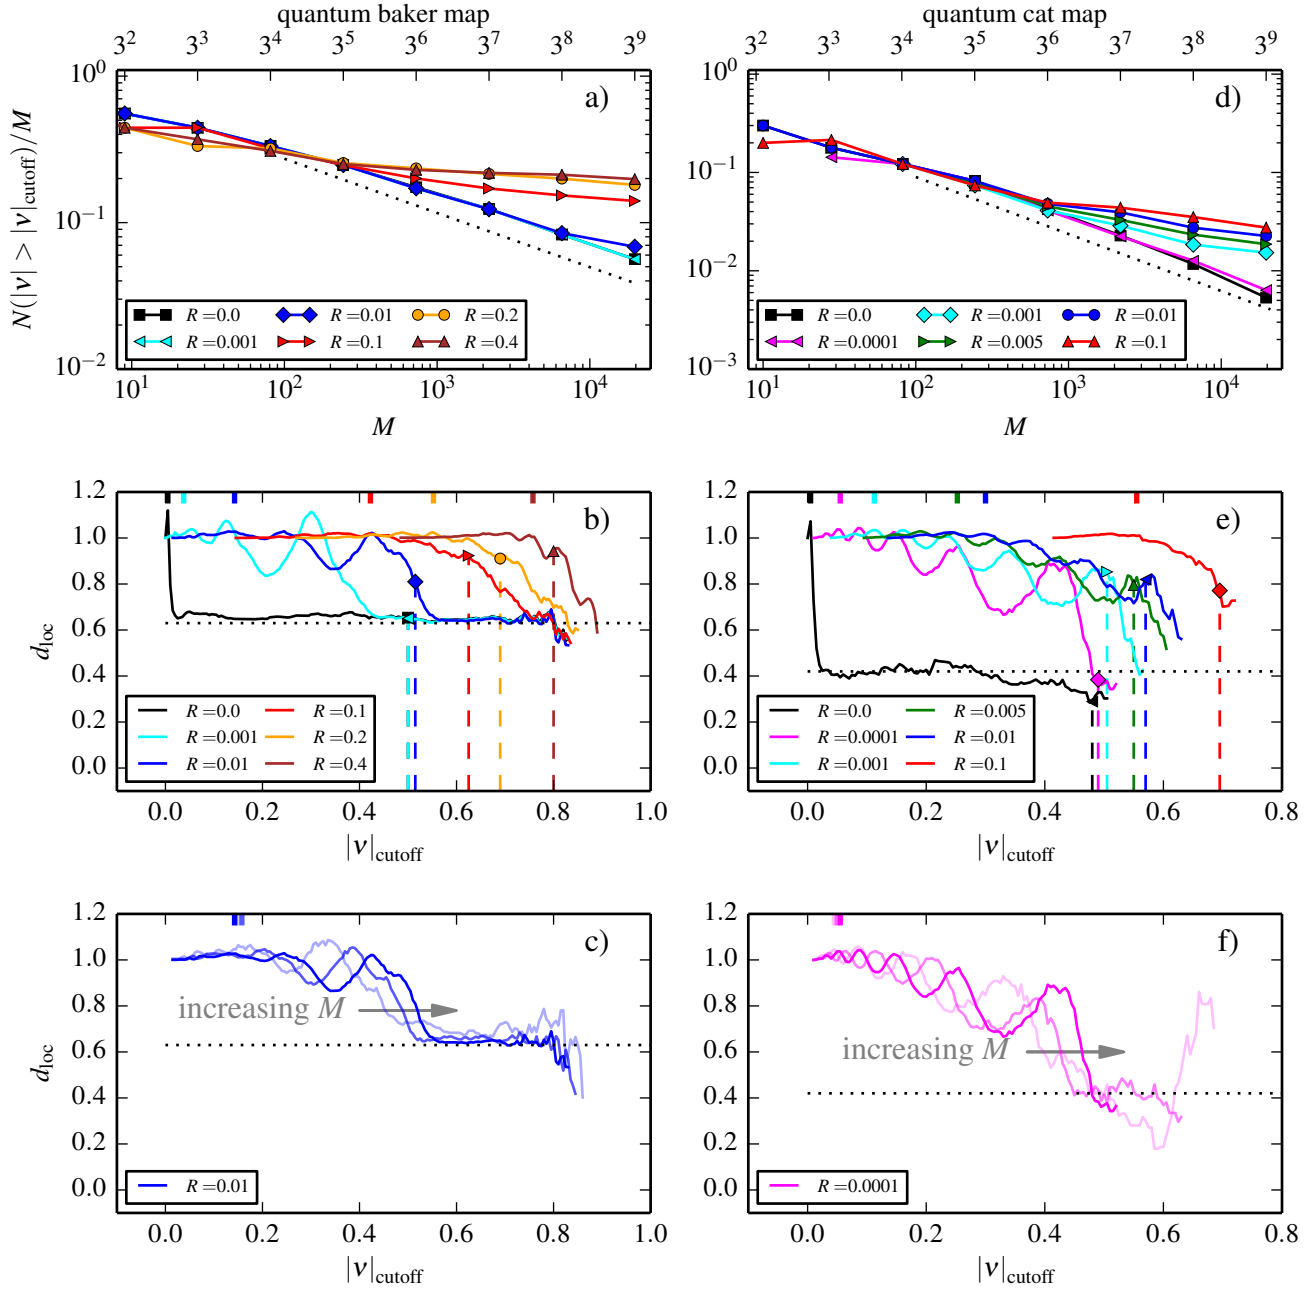 quantum baker map
3^2 3^3 3^4 3^5 3^6 3^7 3^8 3^9
a)
10^0
10^-1
10^-2
N(|ν| > |ν|cutoff)/M
R=0.0 R=0.01 R=0.2
R=0.001 R=0.1 R=0.4
10^1 10^2 10^3 10^4
M
quantum cat map
3^2 3^3 3^4 3^5 3^6 3^7 3^8 3^9
d)
10^0
10^-1
10^-2
10^-3
R=0.0 R=0.001 R=0.01
R=0.0001 R=0.005 R=0.1
10^1 10^2 10^3 10^4
M
b)
1.2
1.0
0.8
0.6
0.4
0.2
0.0
dloc
R=0.0 R=0.1
R=0.001 R=0.2
R=0.01 R=0.4
0.0 0.2 0.4 0.6 0.8 1.0
|ν|cutoff
e)
1.2
1.0
0.8
0.6
0.4
0.2
0.0
dloc
R=0.0 R=0.005
R=0.0001 R=0.01
R=0.001 R=0.1
0.0 0.2 0.4 0.6 0.8
|ν|cutoff
c)
1.2
1.0
0.8
0.6
0.4
0.2
0.0
dloc
increasing M
R=0.01
0.0 0.2 0.4 0.6 0.8 1.0
|ν|cutoff
f)
1.2
1.0
0.8
0.6
0.4
0.2
0.0
dloc
increasing M
R=0.0001
0.0 0.2 0.4 0.6 0.8
|ν|cutoff